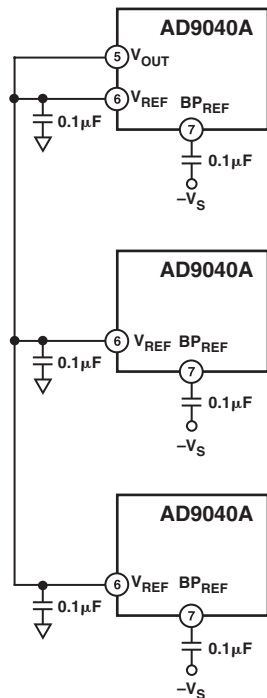 AD9040A
5 V_OUT
6 V_REF BP_REF
0.1μF 7
0.1μF
–V_S
AD9040A
6 V_REF BP_REF
0.1μF 7
0.1μF
–V_S
AD9040A
6 V_REF BP_REF
0.1μF 7
0.1μF
–V_S